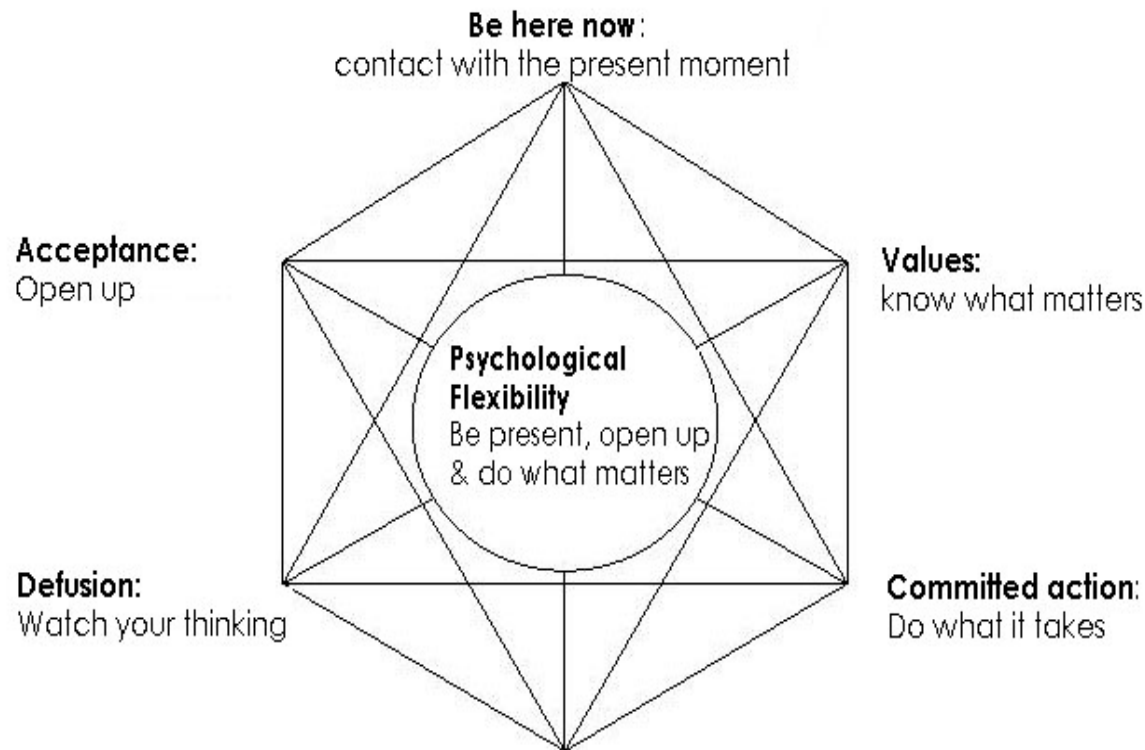 Be here now:
contact with the present moment
Acceptance:
Open up
Values:
know what matters
Psychological
Flexibility
Be present, open up
& do what matters
Defusion:
Watch your thinking
Committed action:
Do what it takes